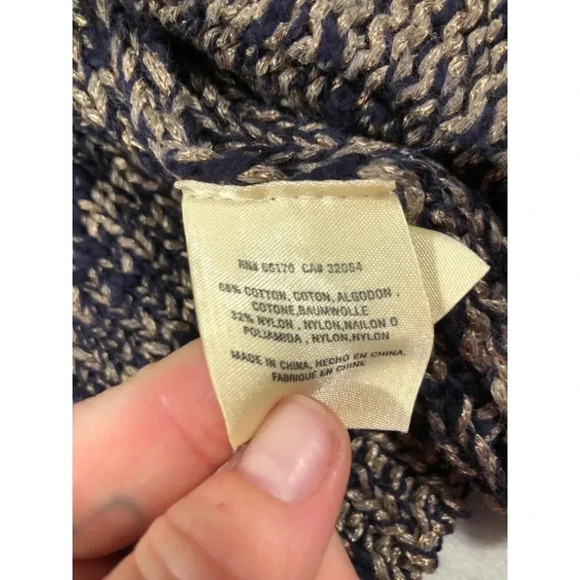 RN# 66170 CA# 32054
68% COTTON, COTON, ALGODON,
COTONE, BAUMWOLLE
32% NYLON, NYLON, NAILON O
POLIAMIDA, NYLON, NYLON
MADE IN CHINA, HECHO EN CHINA,
FABRIQUÉ EN CHINE